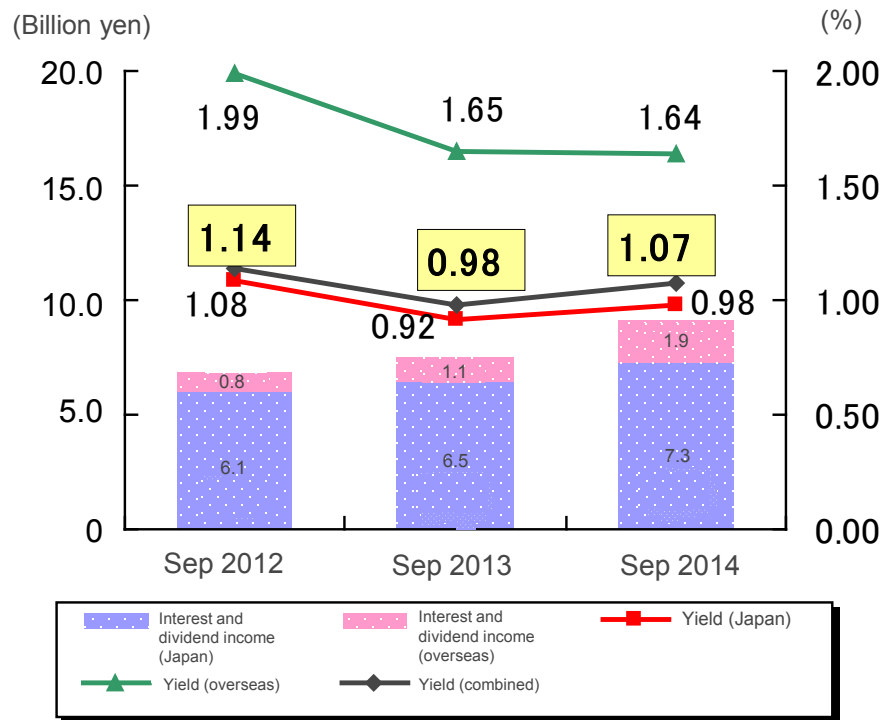 (Billion yen) (%)
20.0 2.00
1.99 1.65 1.64
15.0 1.50
1.14 0.98 1.07
10.0 1.00
1.08 0.92 0.98
0.8 1.1 1.9
5.0 0.50
6.1 6.5 7.3
0 0.00
Sep 2012 Sep 2013 Sep 2014
Interest and
dividend income
(Japan)
Interest and
dividend income
(overseas)
Yield (Japan)
Yield (overseas)
Yield (combined)